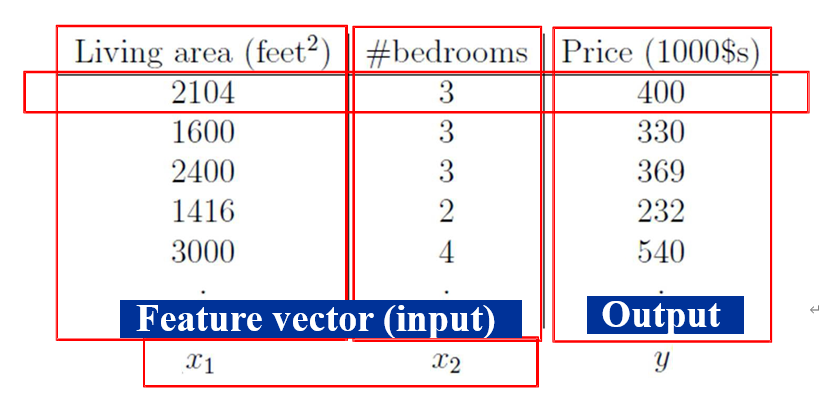 Living area (feet²) #bedrooms Price (1000$s)
2104 3 400
1600 3 330
2400 3 369
1416 2 232
3000 4 540
. . .
Feature vector (input) Output
x₁ x₂ y